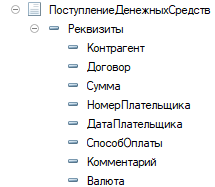 ПоступлениеДенежныхСредств
Реквизиты
Контрагент
Договор
Сумма
НомерПлательщика
ДатаПлательщика
СпособОплаты
Комментарий
Валюта